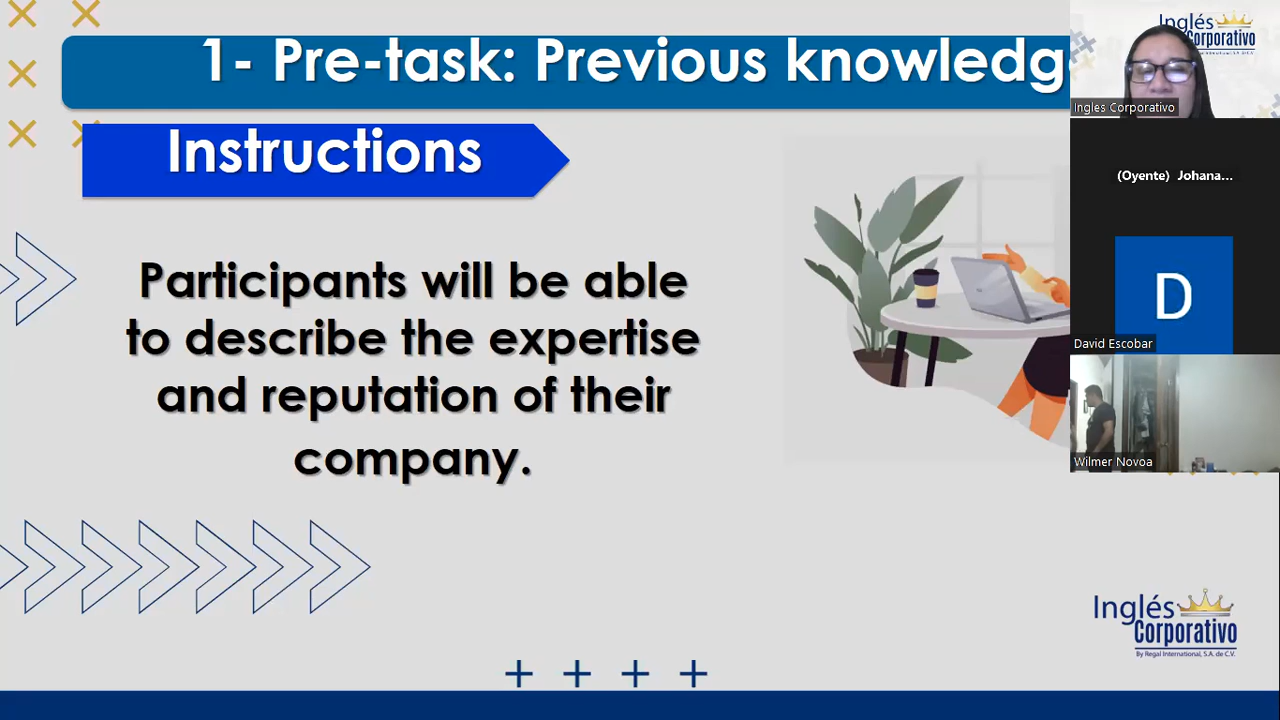 1- Pre-task: Previous knowledg
Instructions
Participants will be able
to describe the expertise
and reputation of their
company.
Inglés
Corporativo
Ingles Corporativo
(Oyente) Johana...
D
David Escobar
Wilmer Novoa
Inglés
Corporativo
By Regal International, S.A. de C.V.